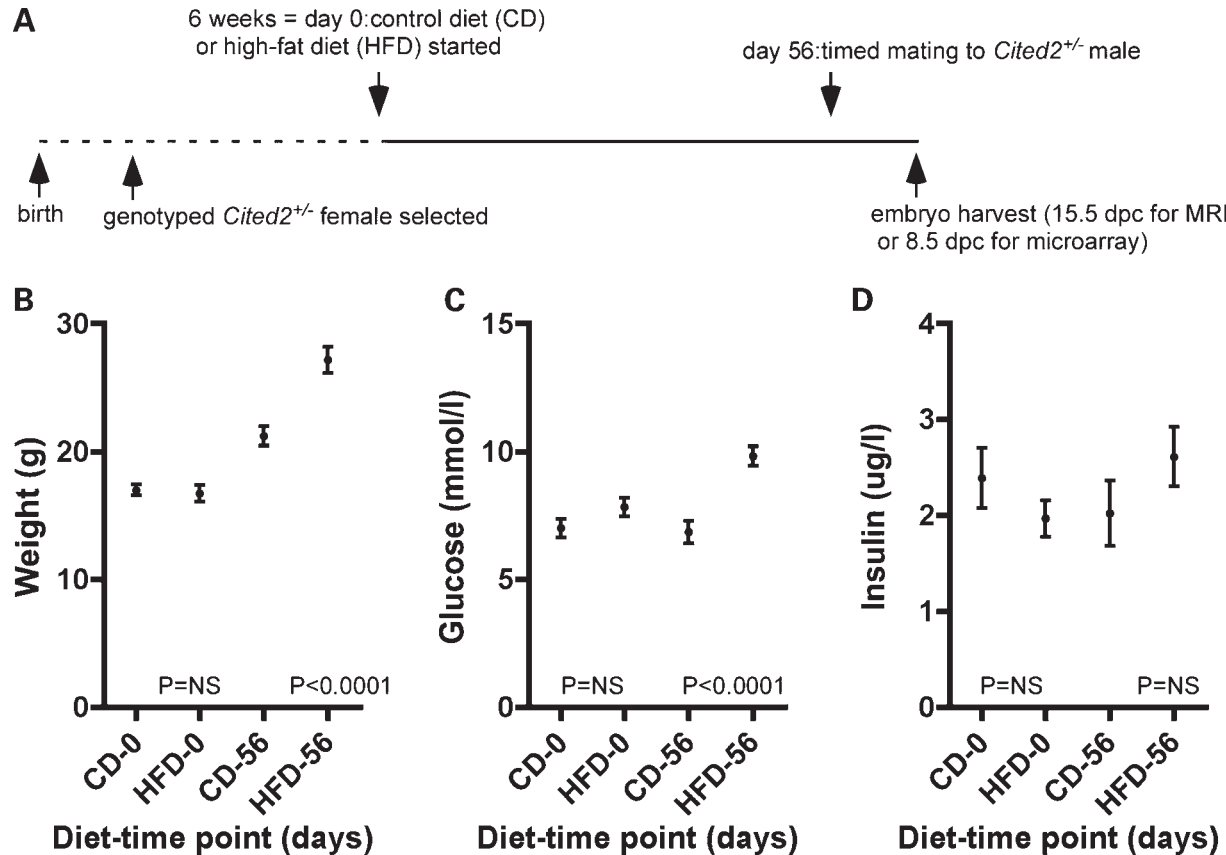 A
6 weeks = day 0:control diet (CD)
or high-fat diet (HFD) started
day 56:timed mating to Cited2+/- male
birth
genotyped Cited2+/- female selected
embryo harvest (15.5 dpc for MRI
or 8.5 dpc for microarray)
B
30
20
10
0
Weight (g)
P=NS
P<0.0001
CD-0
HFD-0
CD-56
HFD-56
Diet-time point (days)
C
15
10
5
0
Glucose (mmol/l)
P=NS
P<0.0001
CD-0
HFD-0
CD-56
HFD-56
Diet-time point (days)
D
4
3
2
1
0
Insulin (ug/l)
P=NS
P=NS
CD-0
HFD-0
CD-56
HFD-56
Diet-time point (days)